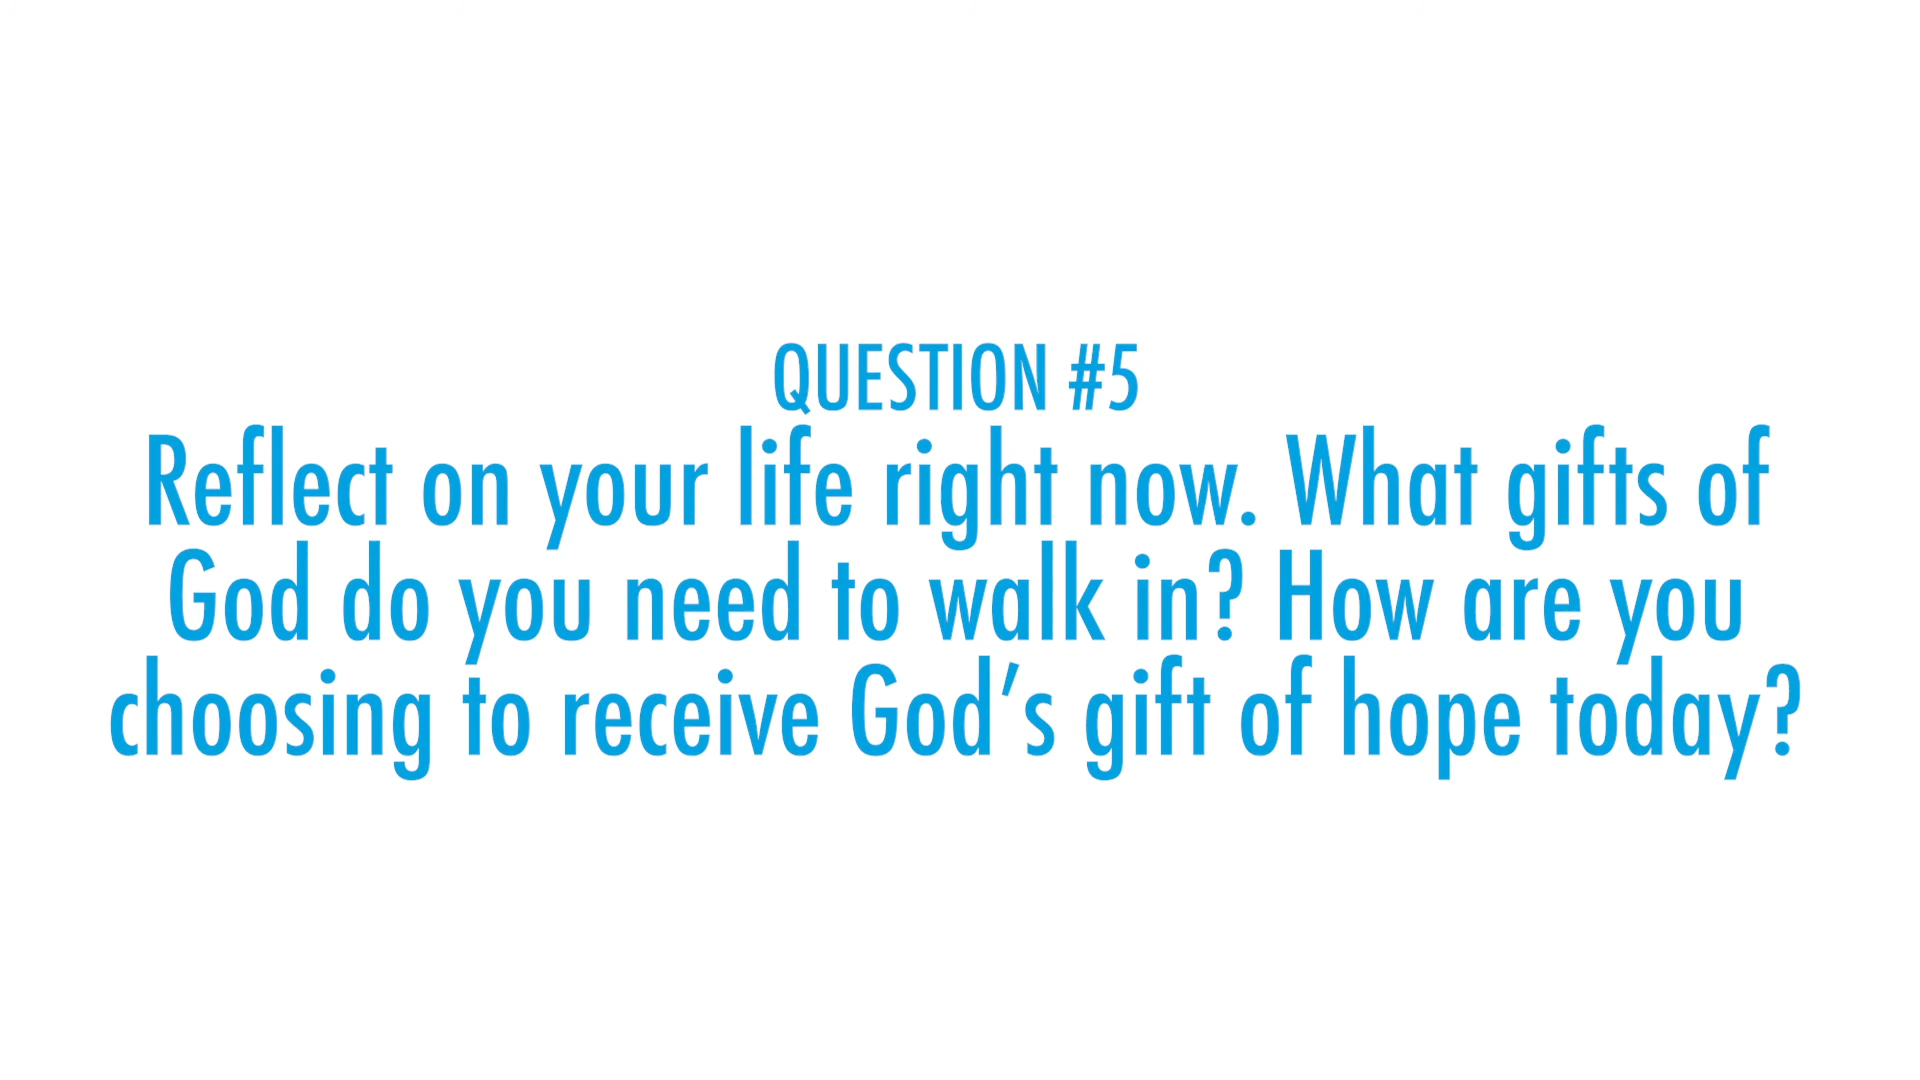 QUESTION #5
Reflect on your life right now. What gifts of
God do you need to walk in? How are you
choosing to receive God’s gift of hope today?